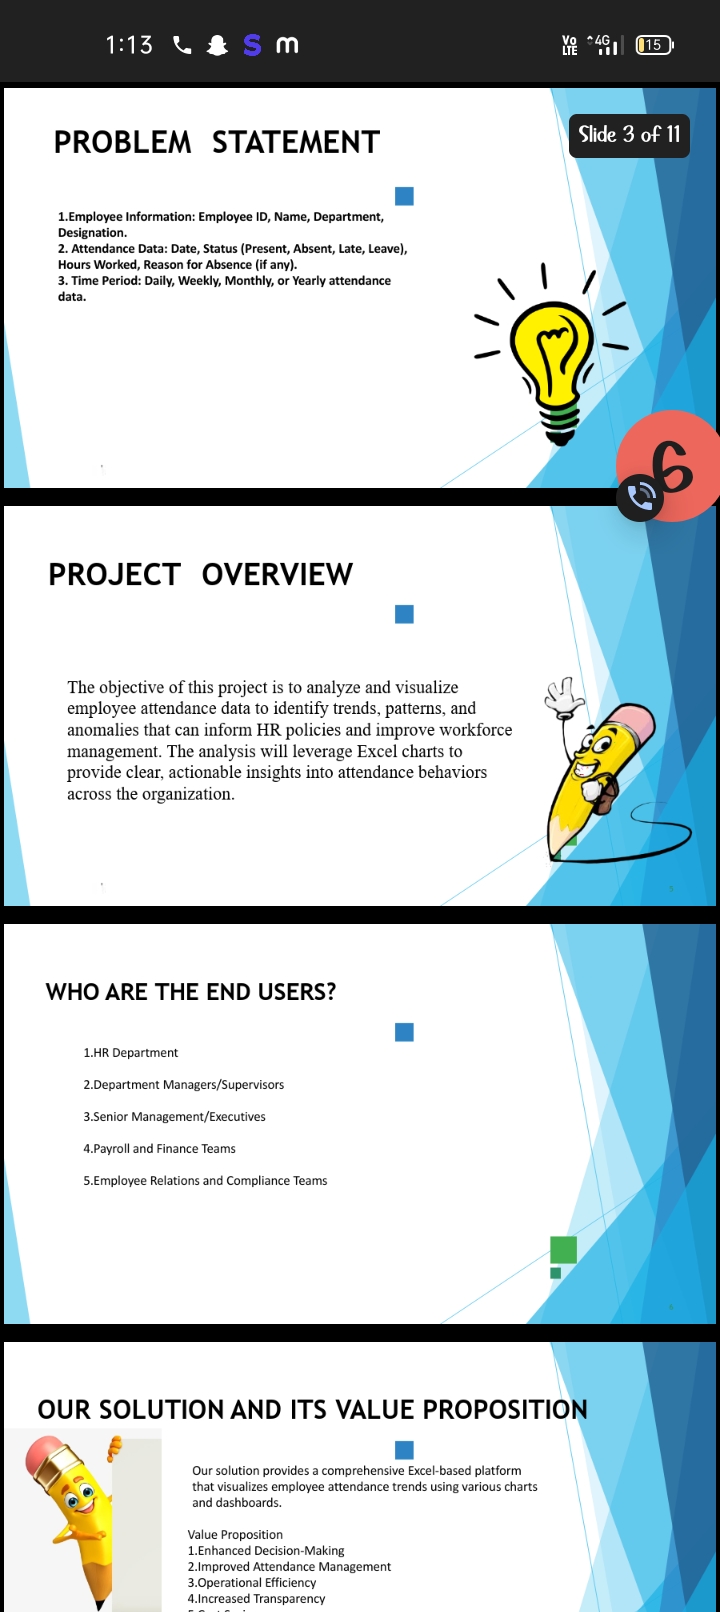 1:13
Vo LTE 4G 15
Slide 3 of 11
PROBLEM STATEMENT
1.Employee Information: Employee ID, Name, Department,
Designation.
2. Attendance Data: Date, Status (Present, Absent, Late, Leave),
Hours Worked, Reason for Absence (if any).
3. Time Period: Daily, Weekly, Monthly, or Yearly attendance
data.
6
PROJECT OVERVIEW
The objective of this project is to analyze and visualize
employee attendance data to identify trends, patterns, and
anomalies that can inform HR policies and improve workforce
management. The analysis will leverage Excel charts to
provide clear, actionable insights into attendance behaviors
across the organization.
WHO ARE THE END USERS?
1.HR Department
2.Department Managers/Supervisors
3.Senior Management/Executives
4.Payroll and Finance Teams
5.Employee Relations and Compliance Teams
OUR SOLUTION AND ITS VALUE PROPOSITION
Our solution provides a comprehensive Excel-based platform
that visualizes employee attendance trends using various charts
and dashboards.
Value Proposition
1.Enhanced Decision-Making
2.Improved Attendance Management
3.Operational Efficiency
4.Increased Transparency